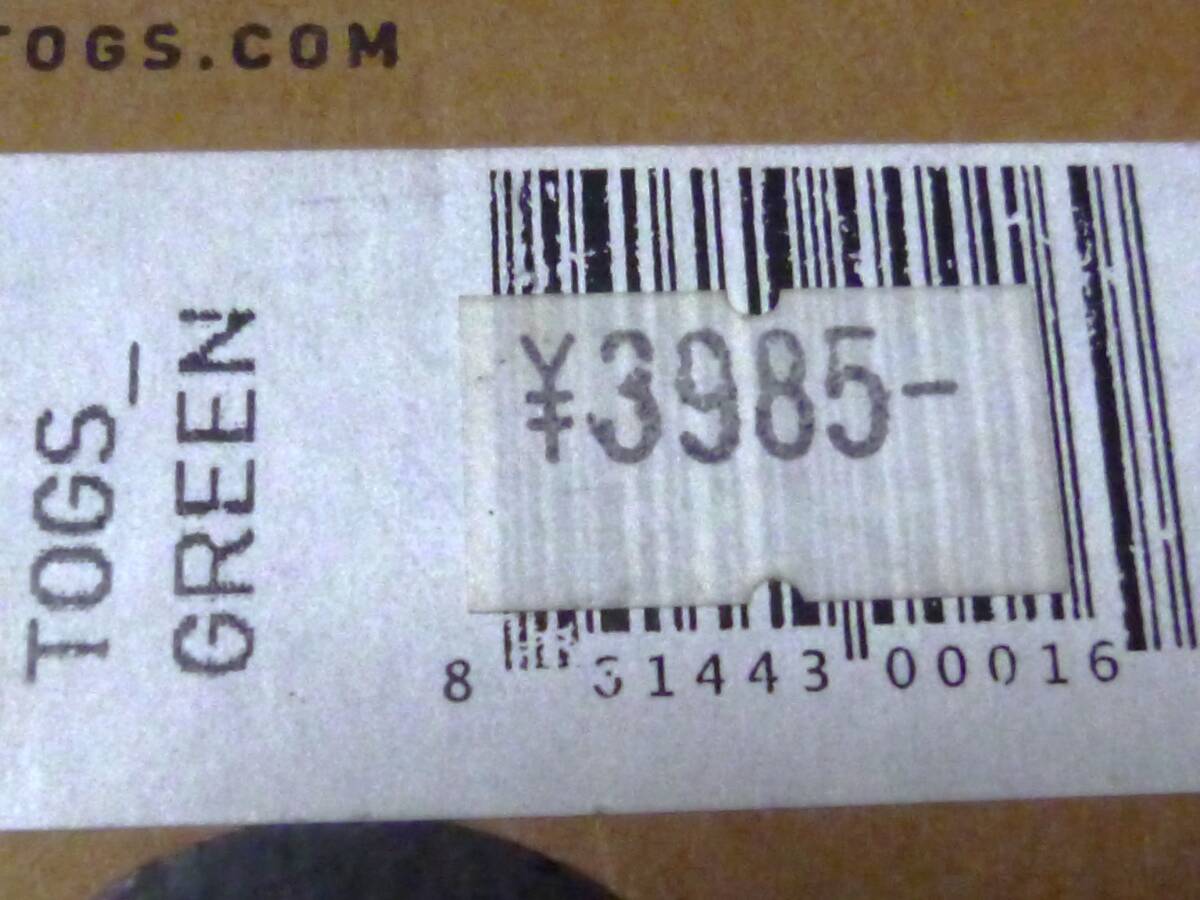 TOGS.COM
TOGS_
GREEN
¥3985-
8 31443 00016